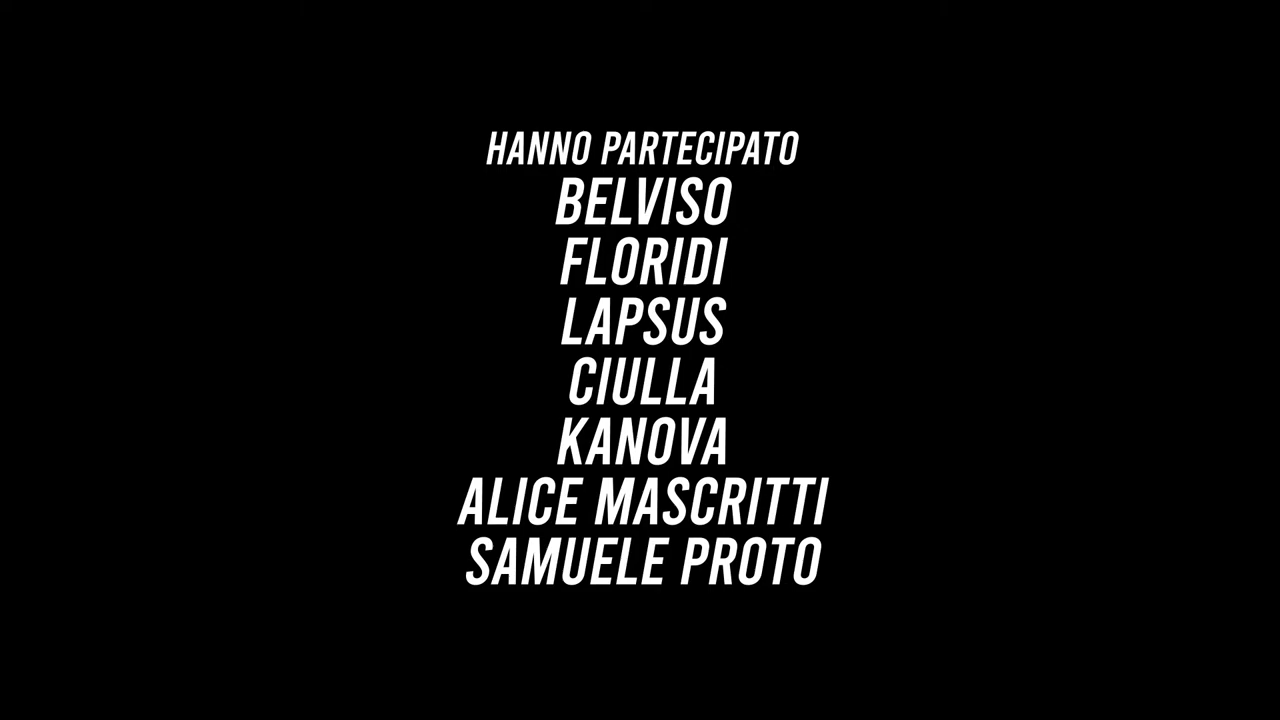 HANNO PARTECIPATO
BELVISO
FLORIDI
LAPSUS
CIULLA
KANOVA
ALICE MASCRITTI
SAMUELE PROTO